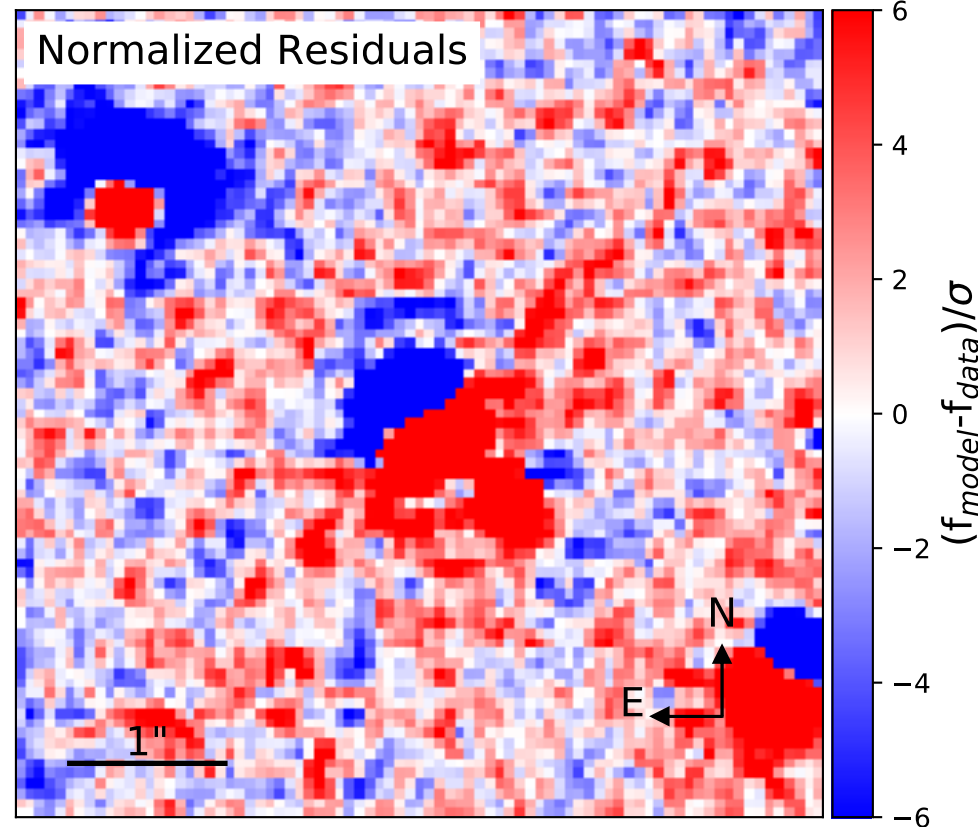 Normalized Residuals
6
4
2
0
−2
−4
−6
(f_model-f_data)/σ
N
E
1"